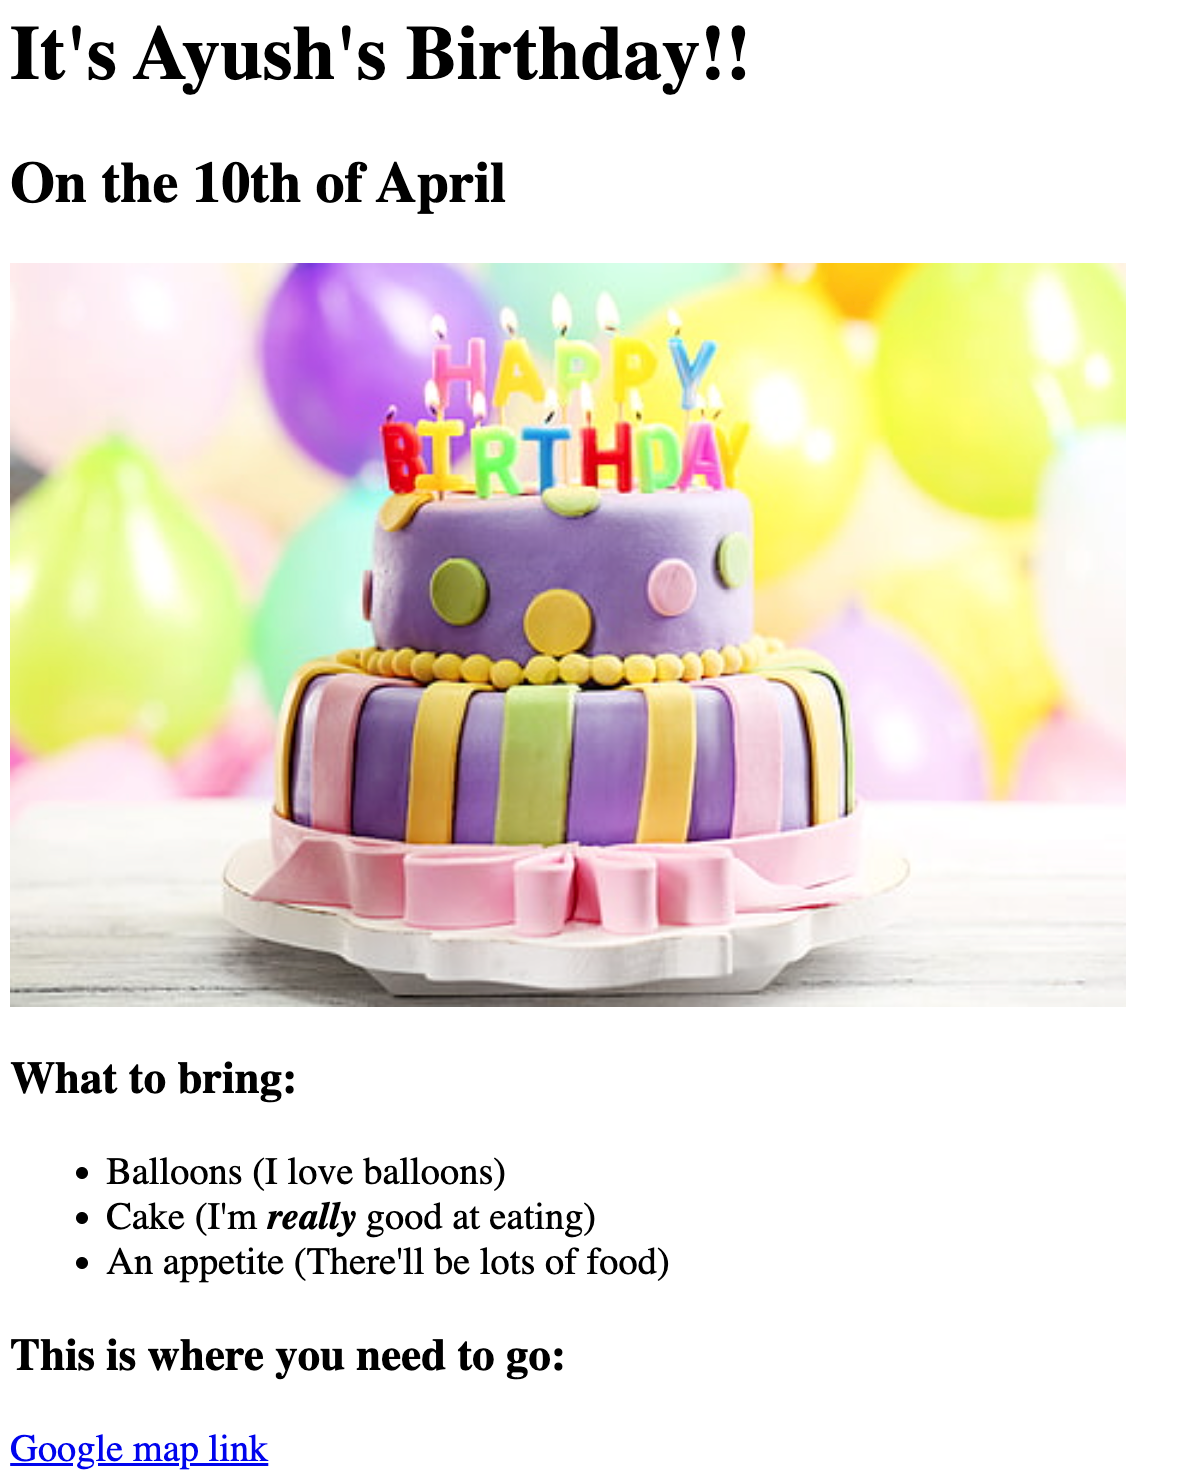 It's Ayush's Birthday!!
On the 10th of April
HAPPY
BIRTHDAY
What to bring:
Balloons (I love balloons)
Cake (I'm really good at eating)
An appetite (There'll be lots of food)
This is where you need to go:
Google map link